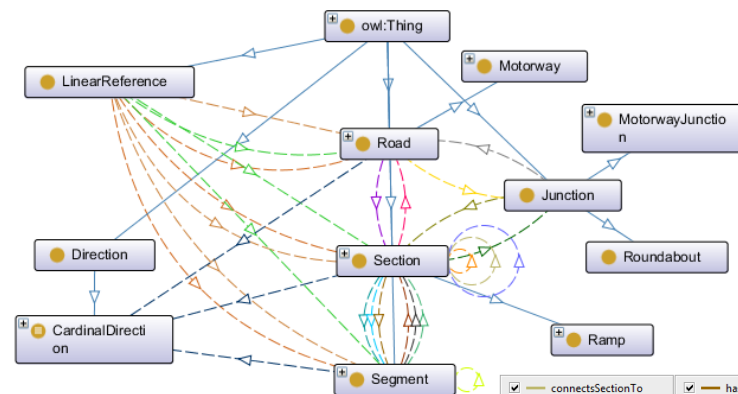 owl:Thing
Motorway
LinearReference
MotorwayJunctio
n
Road
Junction
Direction
Section
Roundabout
CardinalDirecti
on
Ramp
Segment
connectsSectionTo
ha